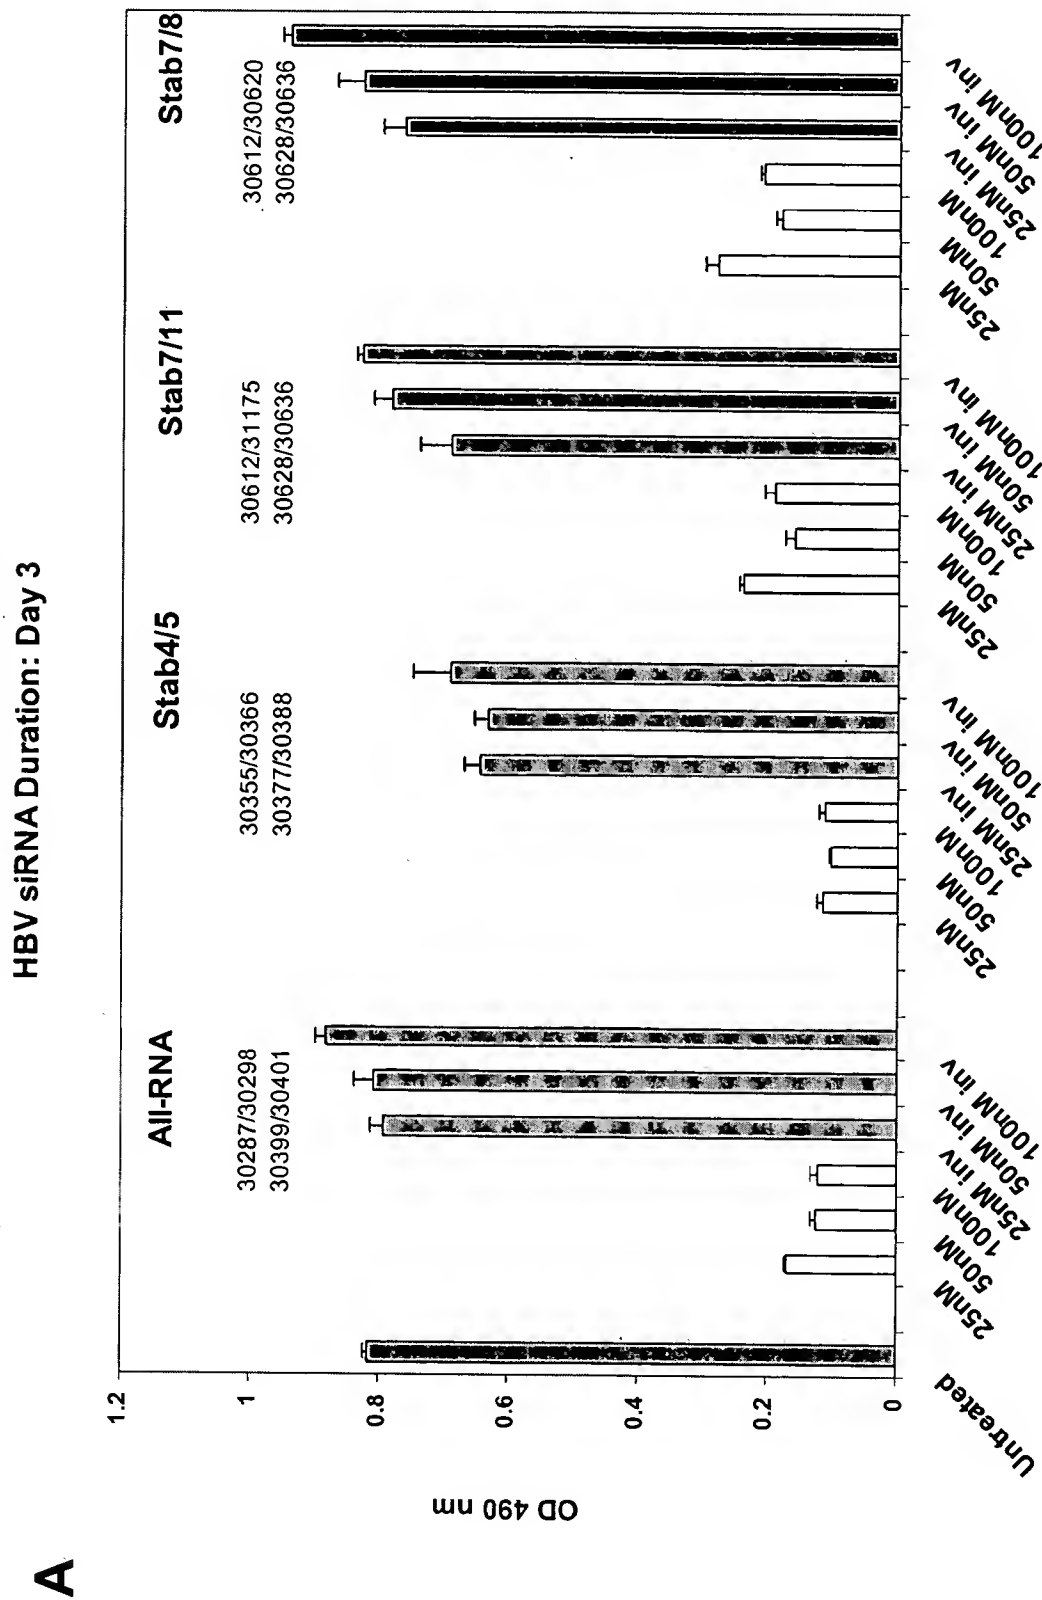 A
HBV siRNA Duration: Day 3
All-RNA
30287/30298
30399/30401
Stab4/5
30355/30366
30377/30388
Stab7/11
30612/31175
30628/30636
Stab7/8
30612/30620
30628/30636
OD 490 nm
1.2
1
0.8
0.6
0.4
0.2
0
Untreated
25nM
50nM
100nM
25nM inv
50nM inv
100nM inv
25nM
50nM
100nM
25nM inv
50nM inv
100nM inv
25nM
50nM
100nM
25nM inv
50nM inv
100nM inv
25nM
50nM
100nM
25nM inv
50nM inv
100nM inv